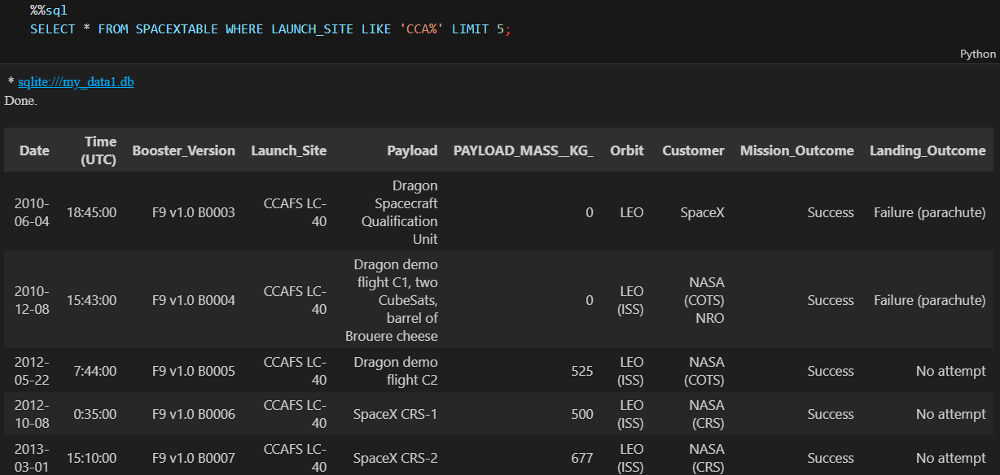 %%sql
SELECT * FROM SPACEXTABLE WHERE LAUNCH_SITE LIKE 'CCA%' LIMIT 5;
Python
* sqlite:///my_data1.db
Done.
Date Time (UTC) Booster_Version Launch_Site Payload PAYLOAD_MASS__KG_ Orbit Customer Mission_Outcome Landing_Outcome
2010-06-04 18:45:00 F9 v1.0 B0003 CCAFS LC-40 Dragon Spacecraft Qualification Unit 0 LEO SpaceX Success Failure (parachute)
2010-12-08 15:43:00 F9 v1.0 B0004 CCAFS LC-40 Dragon demo flight C1, two CubeSats, barrel of Brouere cheese 0 LEO (ISS) NASA (COTS) NRO Success Failure (parachute)
2012-05-22 7:44:00 F9 v1.0 B0005 CCAFS LC-40 Dragon demo flight C2 525 LEO (ISS) NASA (COTS) Success No attempt
2012-10-08 0:35:00 F9 v1.0 B0006 CCAFS LC-40 SpaceX CRS-1 500 LEO (ISS) NASA (CRS) Success No attempt
2013-03-01 15:10:00 F9 v1.0 B0007 CCAFS LC-40 SpaceX CRS-2 677 LEO (ISS) NASA (CRS) Success No attempt